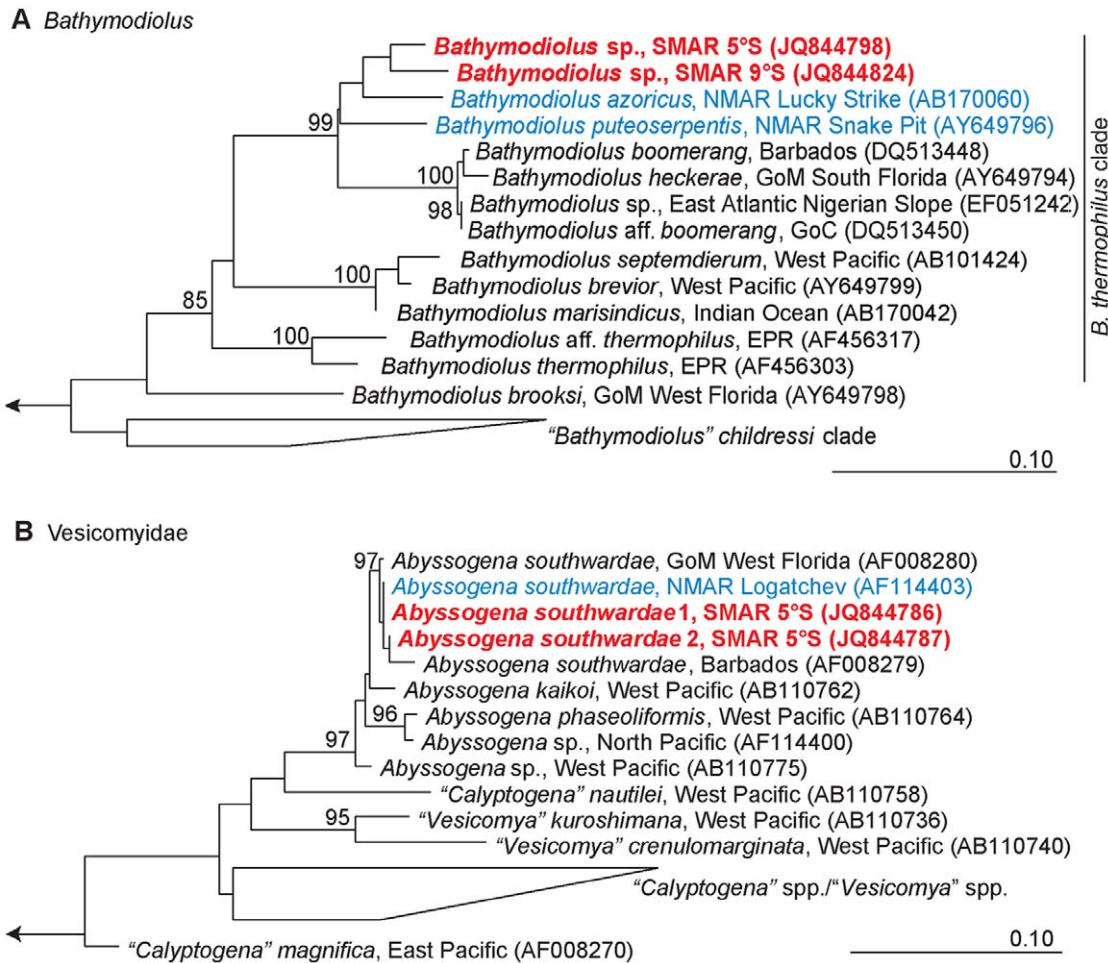 A Bathymodiolus
Bathymodiolus sp., SMAR 5°S (JQ844798)
Bathymodiolus sp., SMAR 9°S (JQ844824)
Bathymodiolus azoricus, NMAR Lucky Strike (AB170060)
99
Bathymodiolus puteoserpentis, NMAR Snake Pit (AY649796)
Bathymodiolus boomerang, Barbados (DQ513448)
100
Bathymodiolus heckerae, GoM South Florida (AY649794)
Bathymodiolus sp., East Atlantic Nigerian Slope (EF051242)
98
Bathymodiolus aff. boomerang, GoC (DQ513450)
Bathymodiolus septemdierum, West Pacific (AB101424)
100
Bathymodiolus brevior, West Pacific (AY649799)
85
Bathymodiolus marisindicus, Indian Ocean (AB170042)
100
Bathymodiolus aff. thermophilus, EPR (AF456317)
Bathymodiolus thermophilus, EPR (AF456303)
B. thermophilus clade
Bathymodiolus brooksi, GoM West Florida (AY649798)
“Bathymodiolus” childressi clade
0.10
B Vesicomyidae
97
Abyssogena southwardae, GoM West Florida (AF008280)
Abyssogena southwardae, NMAR Logatchev (AF114403)
Abyssogena southwardae 1, SMAR 5°S (JQ844786)
Abyssogena southwardae 2, SMAR 5°S (JQ844787)
Abyssogena southwardae, Barbados (AF008279)
Abyssogena kaikoi, West Pacific (AB110762)
96
Abyssogena phaseoliformis, West Pacific (AB110764)
97
Abyssogena sp., North Pacific (AF114400)
Abyssogena sp., West Pacific (AB110775)
“Calyptogena” nautilei, West Pacific (AB110758)
95
“Vesicomya” kuroshimana, West Pacific (AB110736)
“Vesicomya” crenulomarginata, West Pacific (AB110740)
“Calyptogena” spp./“Vesicomya” spp.
0.10
“Calyptogena” magnifica, East Pacific (AF008270)